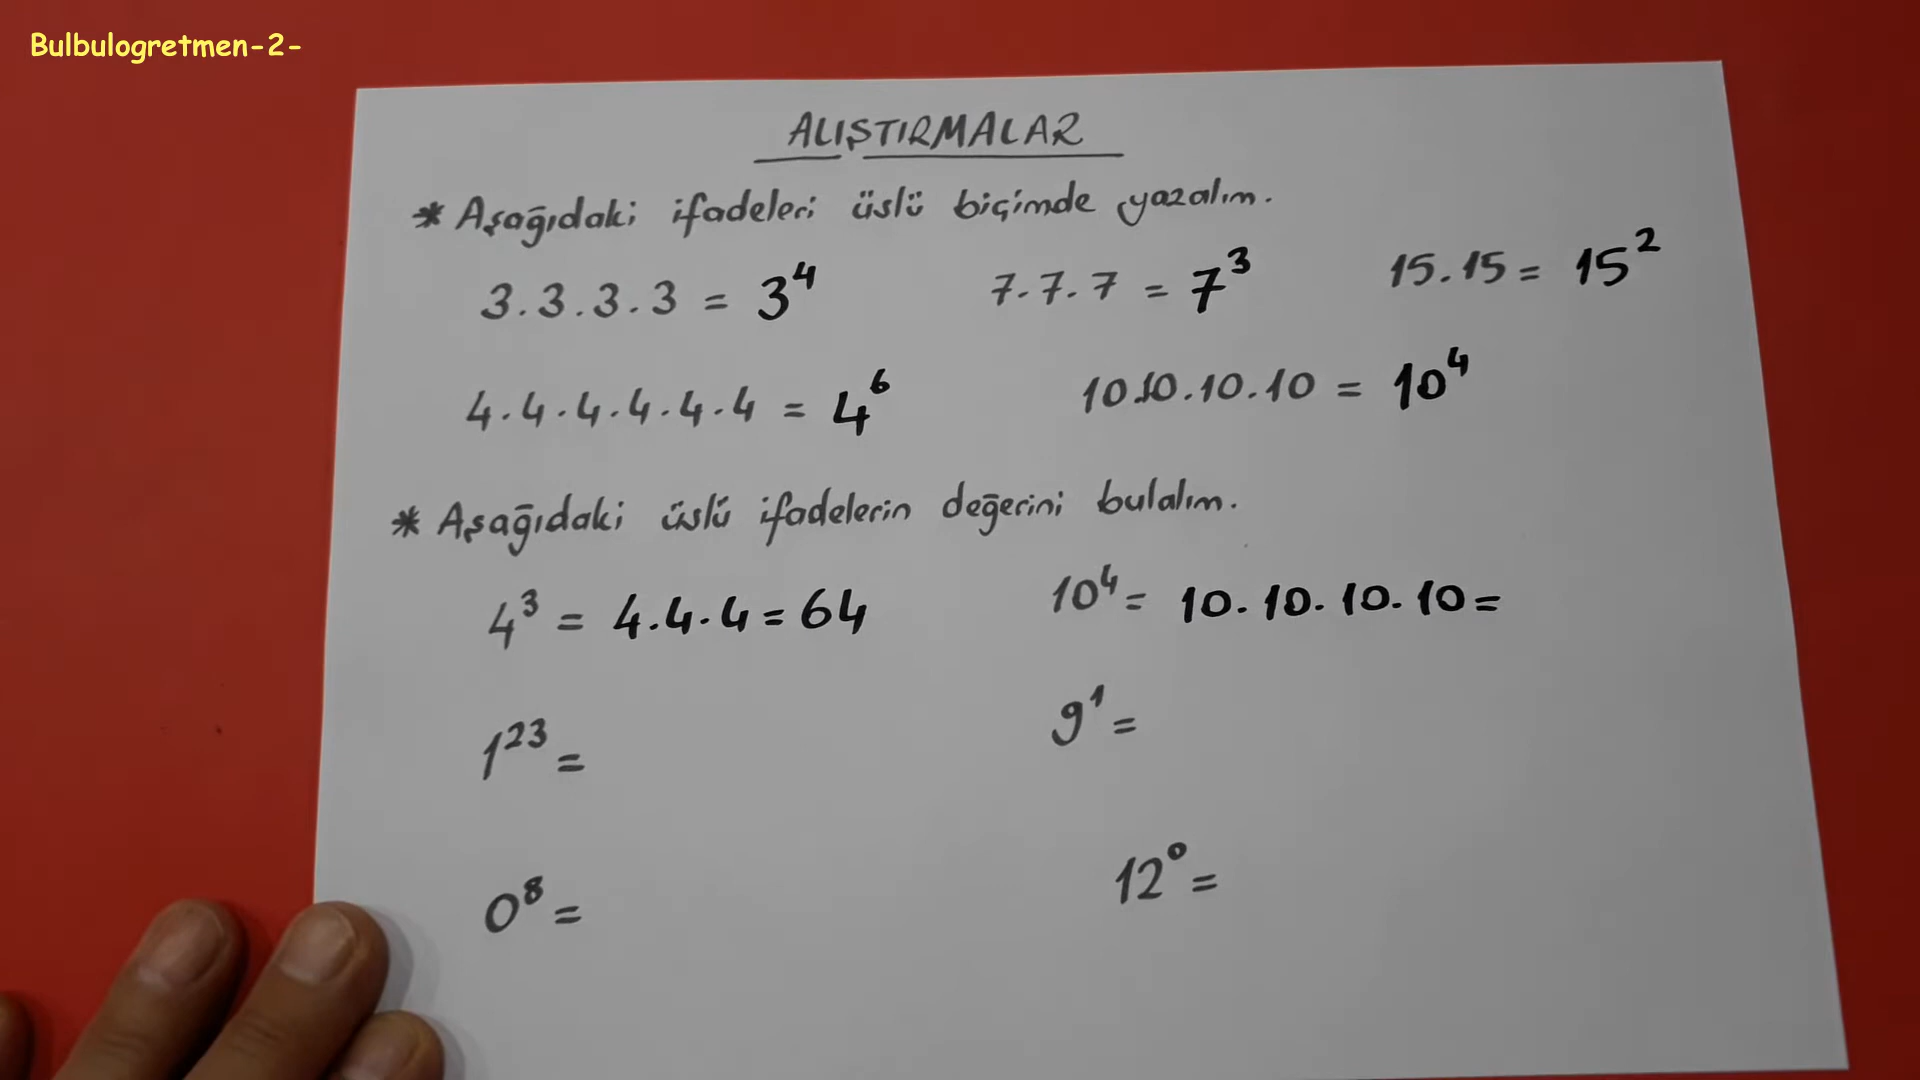 Bulbulogretmen-2-
ALIŞTIRMALAR
* Aşağıdaki ifadeleri üslü biçimde yazalım.
3.3.3.3 = 3⁴ 7.7.7 = 7³ 15.15 = 15²
4.4.4.4.4.4 = 4⁶ 10.10.10.10 = 10⁴
* Aşağıdaki üslü ifadelerin değerini bulalım.
4³ = 4.4.4 = 64 10⁴ = 10.10.10.10 =
1²³ = 9¹ =
0⁸ = 12⁰ =